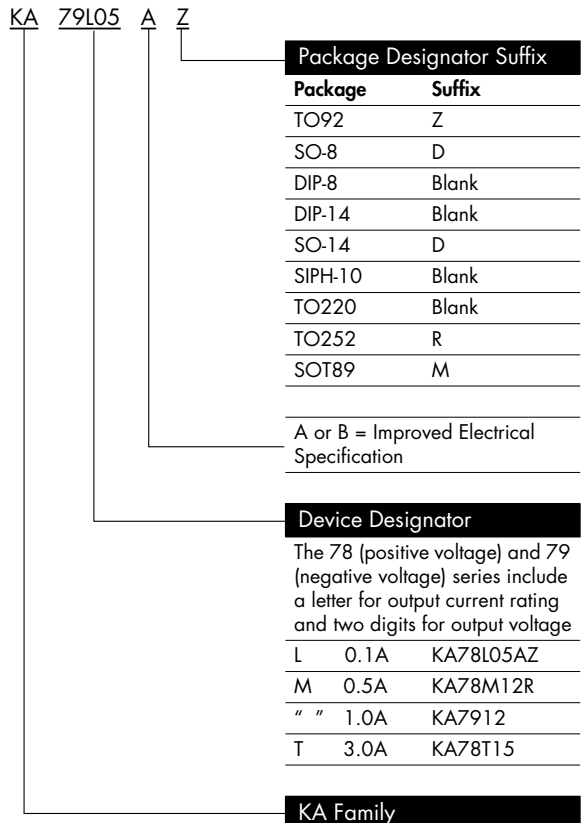 KA 79L05 A Z
Package Designator Suffix
Package Suffix
TO92 Z
SO-8 D
DIP-8 Blank
DIP-14 Blank
SO-14 D
SIPH-10 Blank
TO220 Blank
TO252 R
SOT89 M
A or B = Improved Electrical
Specification
Device Designator
The 78 (positive voltage) and 79
(negative voltage) series include
a letter for output current rating
and two digits for output voltage
L 0.1A KA78L05AZ
M 0.5A KA78M12R
“ ” 1.0A KA7912
T 3.0A KA78T15
KA Family